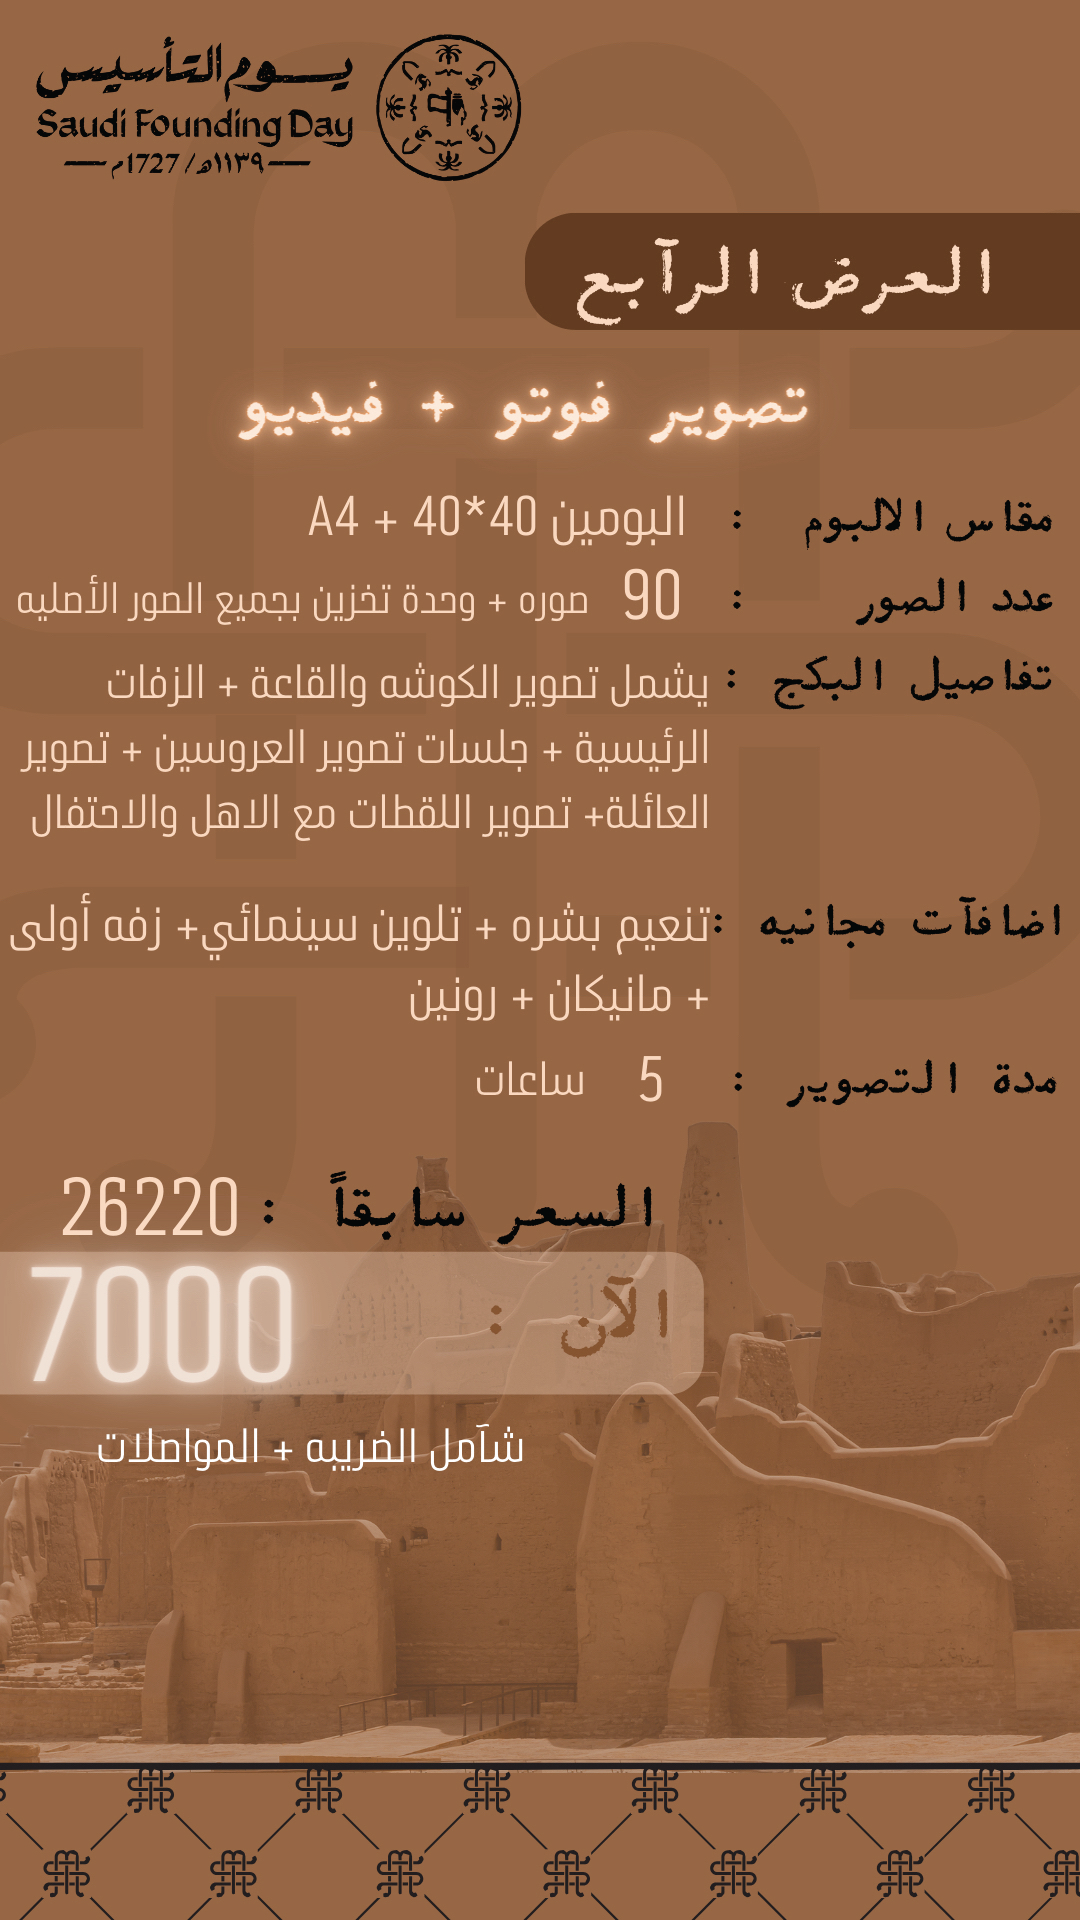 يوم التأسيس
Saudi Founding Day
١١٣٩هـ / 1727م
العرض الرآبع
تصوير فوتو + فيديو
مقاس الالبوم : البومين 40*40 + A4
عدد الصور : 90 صوره + وحدة تخزين بجميع الصور الأصليه
تفاصيل البكج : يشمل تصوير الكوشه والقاعة + الزفات
الرئيسية + جلسات تصوير العروسين + تصوير
العائلة+ تصوير اللقطات مع الاهل والاحتفال
اضافآت مجانيه : تنعيم بشره + تلوين سينمائي+ زفه أولى
+ مانيكان + رونين
مدة التصوير : 5 ساعات
السعر سابقاً : 26220
الآن : 7000
شآمل الضريبه + المواصلات